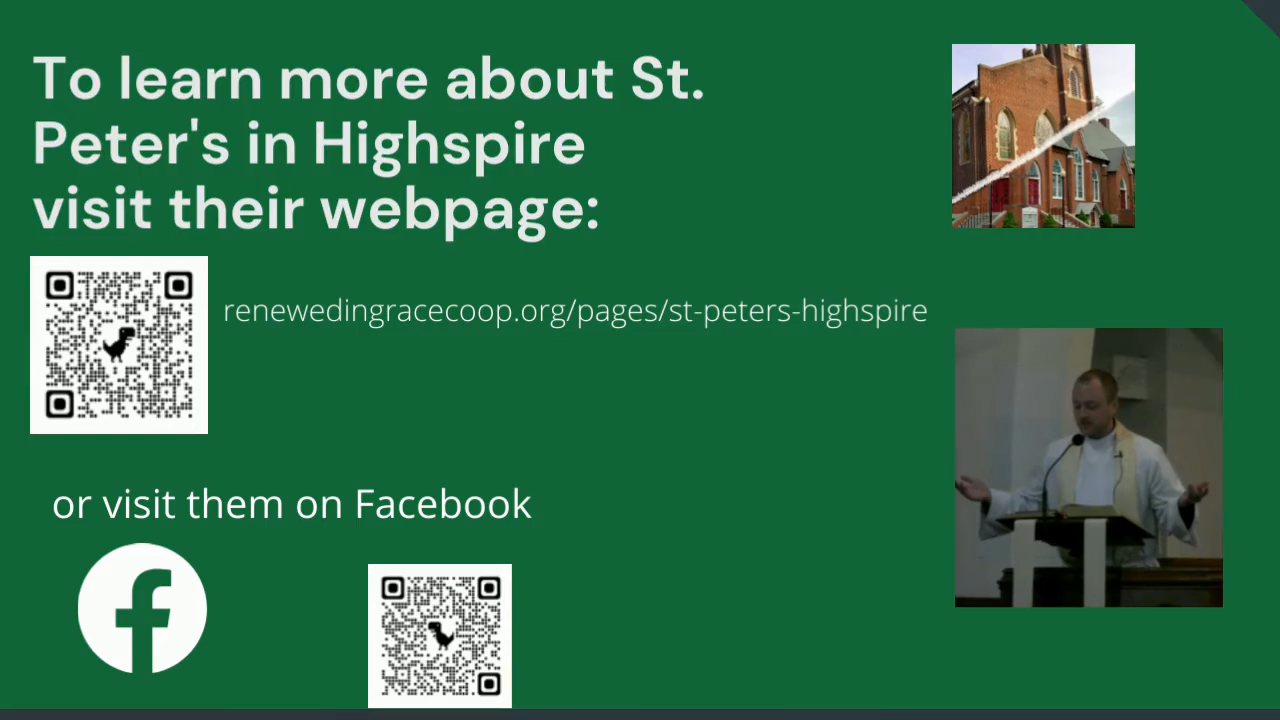 To learn more about St.
Peter's in Highspire
visit their webpage:
renewedingracecoop.org/pages/st-peters-highspire
or visit them on Facebook